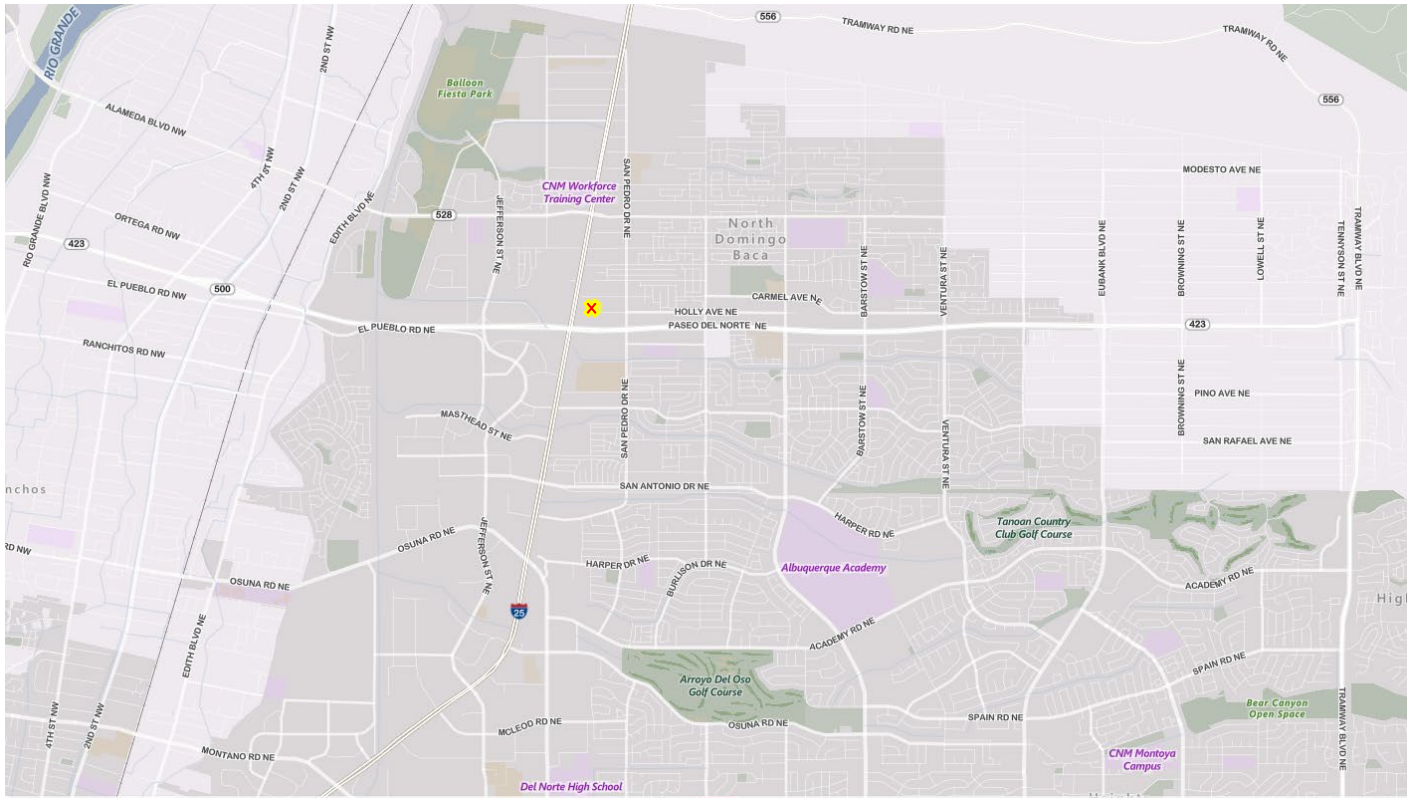 556
TRAMWAY RD NE
TRAMWAY RD NE
RIO GRANDE
2ND ST NW
Balloon
Fiesta Park
556
ALAMEDA BLVD NW
4TH ST NW
2ND ST NW
SAN PEDRO DR NE
MODESTO AVE NE
CNM Workforce
Training Center
RIO GRANDE BLVD NW
ORTEGA RD NW
EDITH BLVD NE
528
JEFFERSON ST NE
North
Domingo
Baca
EUBANK BLVD NE
BROWNING ST NE
LOWELL ST NE
TENNYSON ST NE
TRAMWAY BLVD NE
423
BARSTOW ST NE
VENTURA ST NE
EL PUEBLO RD NW
500
CARMEL AVE NE
X
HOLLY AVE NE
EL PUEBLO RD NE
PASEO DEL NORTE NE
423
RANCHITOS RD NW
SAN PEDRO DR NE
BARSTOW ST NE
BROWNING ST NE
PINO AVE NE
MASTHEAD ST NE
VENTURA ST NE
SAN RAFAEL AVE NE
nchos
SAN ANTONIO DR NE
HARPER RD NE
Tanoan Country
Club Golf Course
RD NW
OSUNA RD NE
JEFFERSON ST NE
HARPER DR NE
BURLISON DR NE
Albuquerque Academy
OSUNA RD NE
ACADEMY RD NE
High
25
EDITH BLVD NE
ACADEMY RD NE
SPAIN RD NE
Arroyo Del Oso
Golf Course
Bear Canyon
Open Space
4TH ST NW
2ND ST NW
MCLEOD RD NE
OSUNA RD NE
SPAIN RD NE
TRAMWAY BLVD NE
MONTANO RD NE
CNM Montoya
Campus
Del Norte High School
Heights